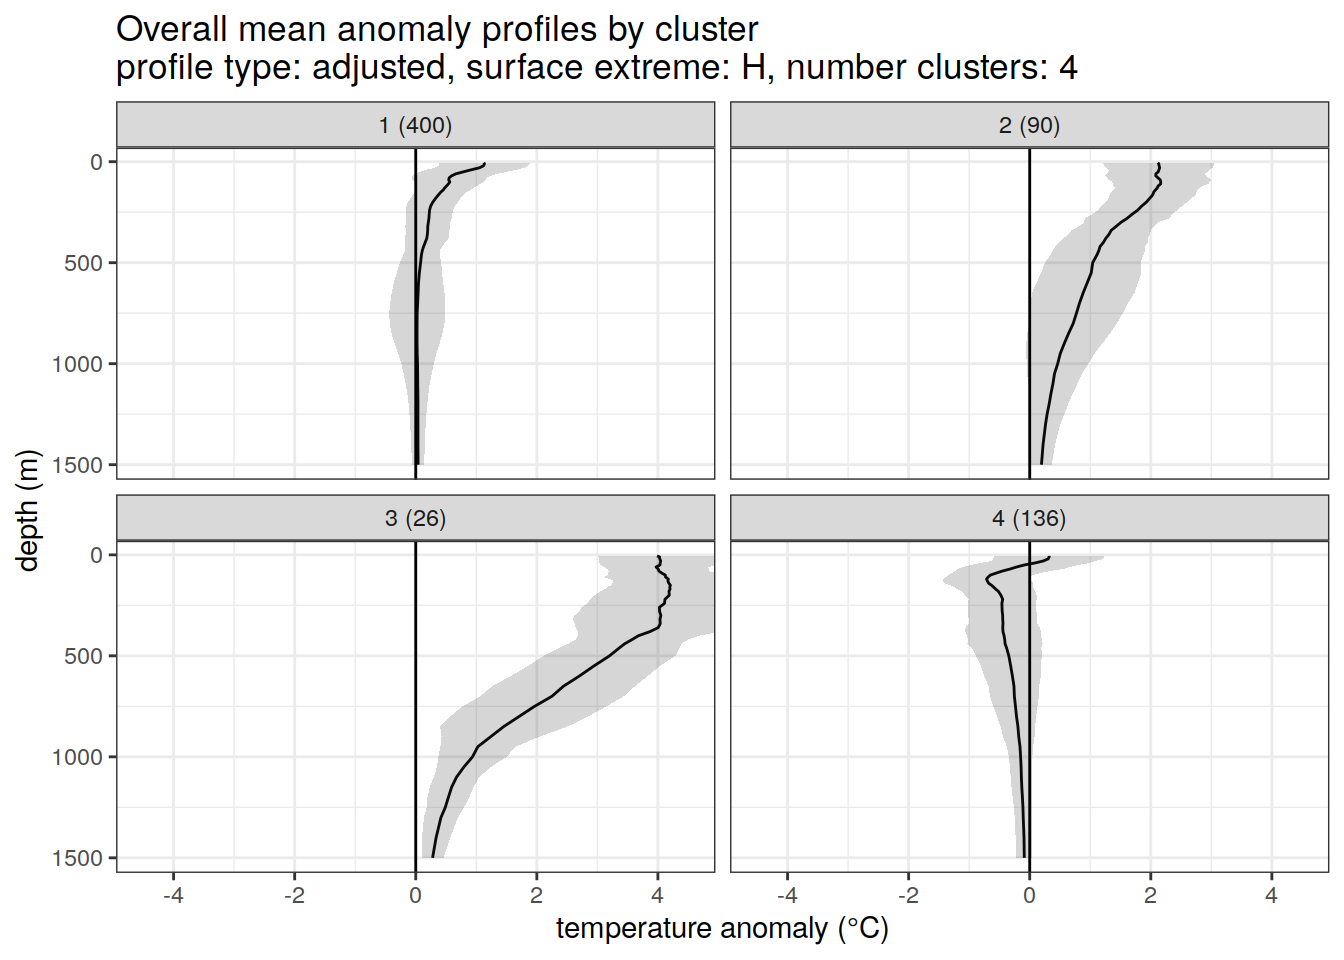 Overall mean anomaly profiles by cluster
profile type: adjusted, surface extreme: H, number clusters: 4
1 (400)
2 (90)
0
500
1000
1500
3 (26)
4 (136)
0
500
1000
1500
depth (m)
-4 -2 0 2 4
-4 -2 0 2 4
temperature anomaly (°C)